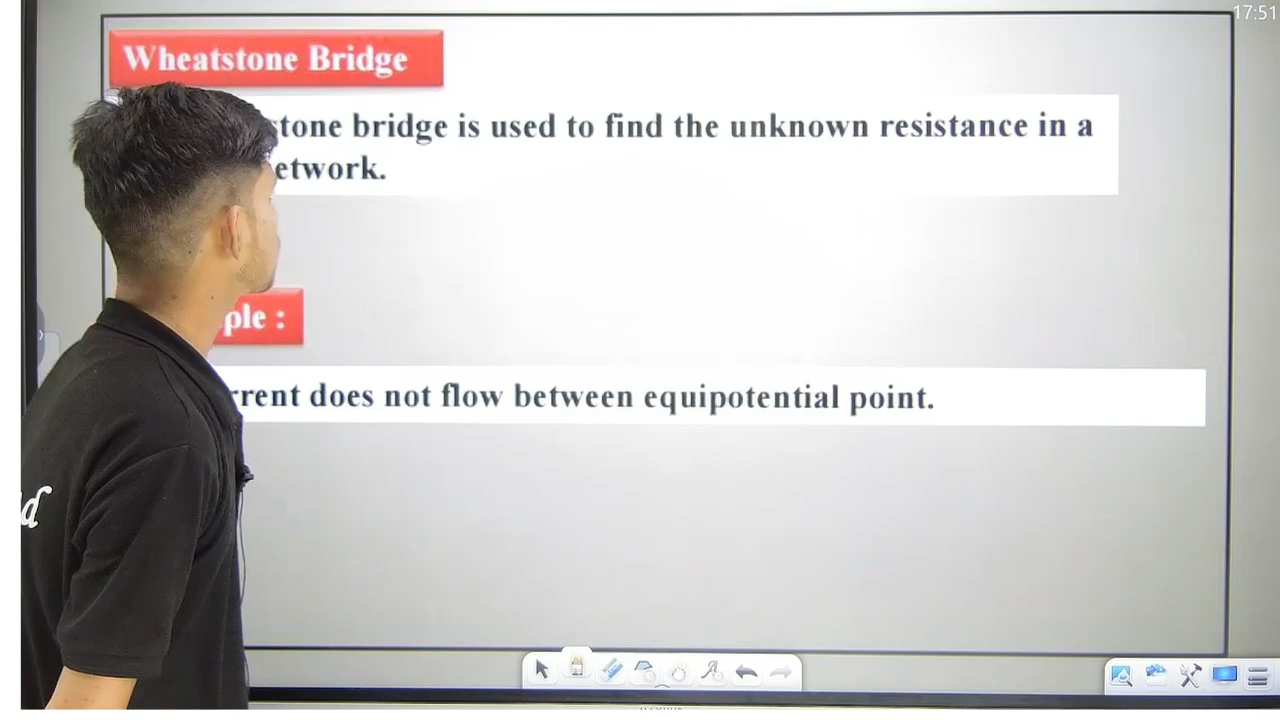 17:51
Wheatstone Bridge
stone bridge is used to find the unknown resistance in a
etwork.
ple :
rrent does not flow between equipotential point.
d